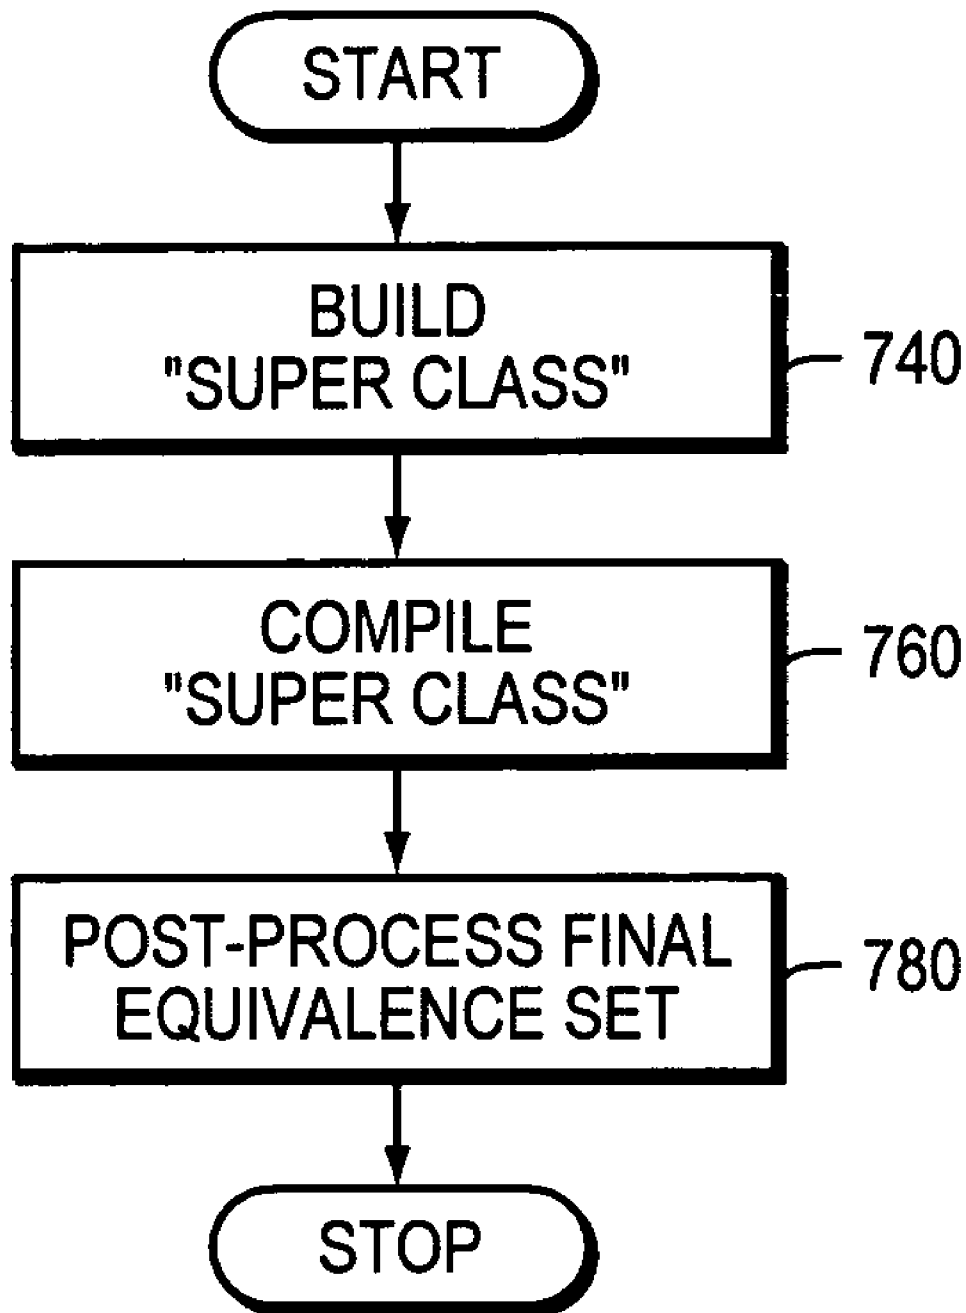 START
BUILD
"SUPER CLASS"
740
COMPILE
"SUPER CLASS"
760
POST-PROCESS FINAL
EQUIVALENCE SET
780
STOP